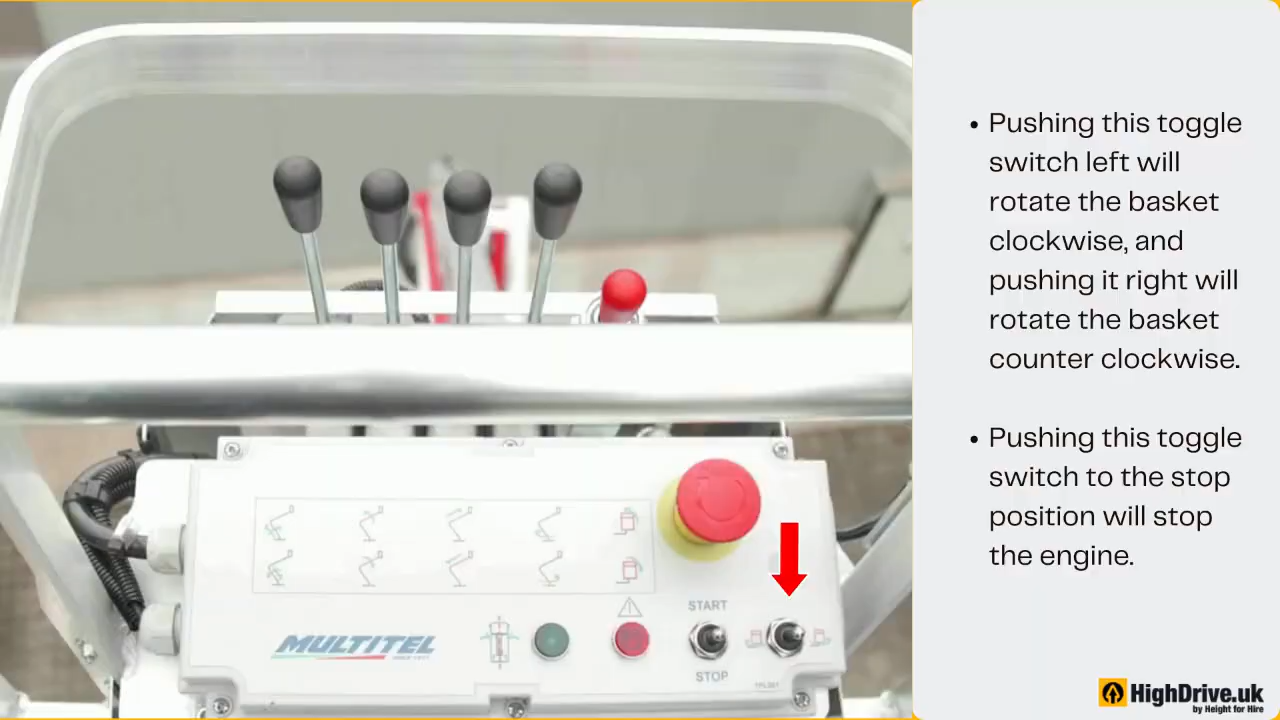 • Pushing this toggle
switch left will
rotate the basket
clockwise, and
pushing it right will
rotate the basket
counter clockwise.
• Pushing this toggle
switch to the stop
position will stop
the engine.
START
MULTITEL
STOP
HighDrive.uk
by Height for Hire